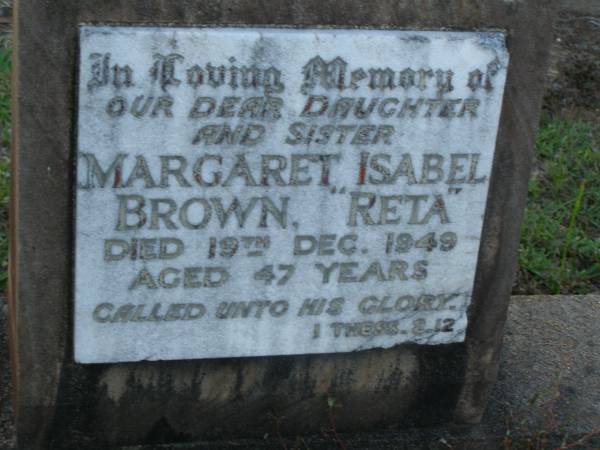 In Loving Memory of
OUR DEAR DAUGHTER
AND SISTER
MARGARET ISABEL
BROWN, "RETA"
DIED 19TH DEC. 1949
AGED 47 YEARS
CALLED UNTO HIS GLORY.
1 THESS. 2.12